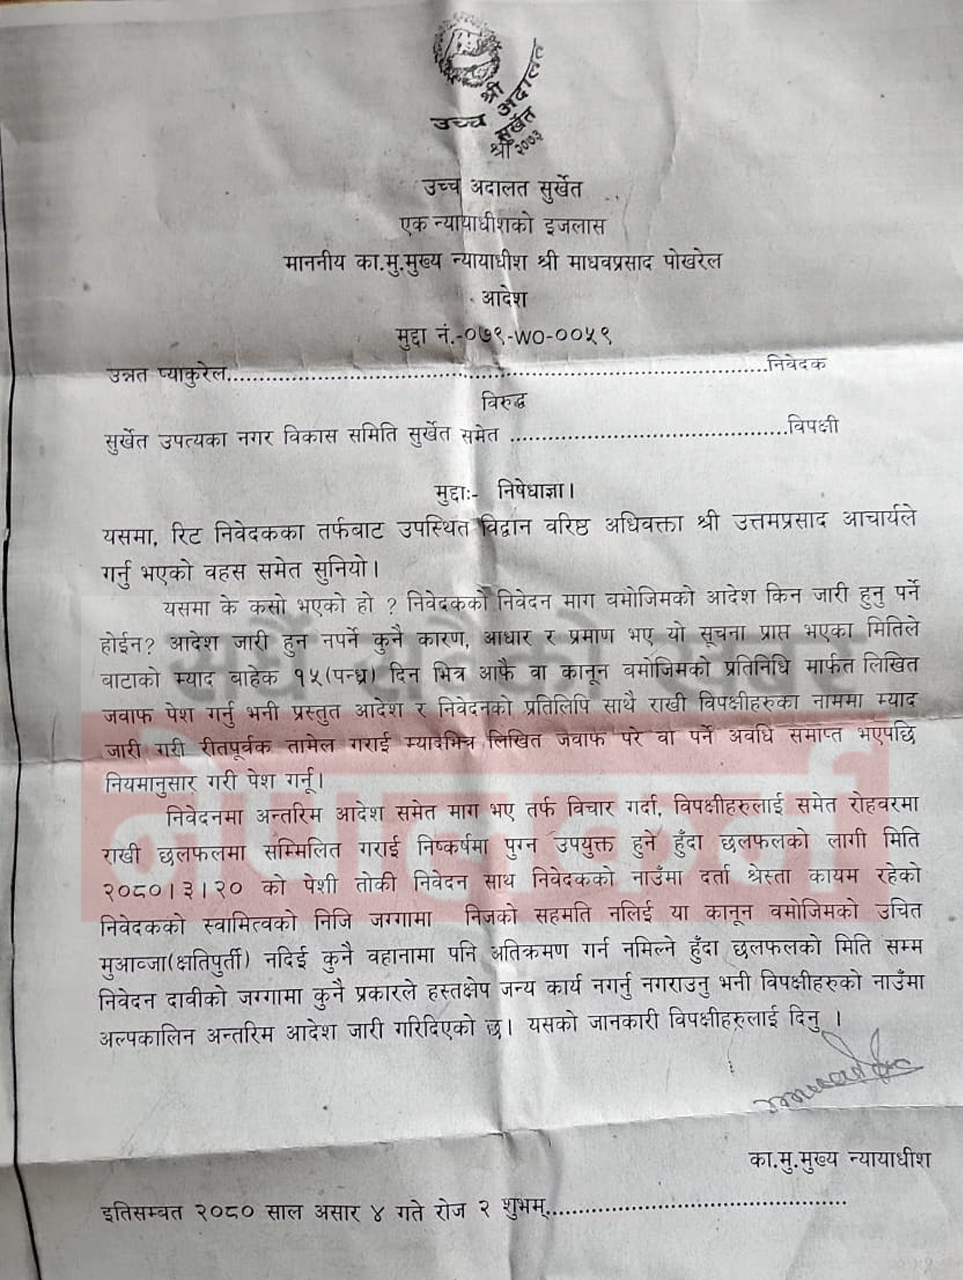 श्री
उच्च अदालत
सुर्खेत
श्री २०७३
उच्च अदालत सुर्खेत
एक न्यायाधीशको इजलास
माननीय का.मु.मुख्य न्यायाधीश श्री माधवप्रसाद पोखरेल
आदेश
मुद्दा नं.-०७९-WO-००५९
उन्नत प्याकुरेल..........................................................................................निवेदक
विरुद्ध
सुर्खेत उपत्यका नगर विकास समिति सुर्खेत समेत ..............................................विपक्षी
मुद्दाः- निषेधाज्ञा।
यसमा, रिट निवेदकका तर्फबाट उपस्थित विद्वान वरिष्ठ अधिवक्ता श्री उत्तमप्रसाद आचार्यले
गर्नु भएको वहस समेत सुनियो।
यसमा के कसो भएको हो ? निवेदकको निवेदन माग वमोजिमको आदेश किन जारी हुनु पर्ने
होईन? आदेश जारी हुन नपर्ने कुनै कारण, आधार र प्रमाण भए यो सूचना प्राप्त भएका मितिले
बाटाको म्याद बाहेक १५(पन्ध्र) दिन भित्र आफै वा कानून वमोजिमको प्रतिनिधि मार्फत लिखित
जवाफ पेश गर्नु भनी प्रस्तुत आदेश र निवेदनको प्रतिलिपि साथै राखी विपक्षीहरुका नाममा म्याद
जारी गरी रीतपूर्वक तामेल गराई म्यादभित्र लिखित जवाफ परे वा पर्ने अवधि समाप्त भएपछि
नियमानुसार गरी पेश गर्नू।
निवेदनमा अन्तरिम आदेश समेत माग भए तर्फ विचार गर्दा, विपक्षीहरुलाई समेत रोहवरमा
राखी छलफलमा सम्मिलित गराई निष्कर्षमा पुग्न उपयुक्त हुने हुँदा छलफलको लागी मिति
२०८०।३।२० को पेशी तोकी निवेदन साथ निवेदकको नाउँमा दर्ता श्रेस्ता कायम रहेको
निवेदकको स्वामित्वको निजि जग्गामा निजको सहमति नलिई या कानून वमोजिमको उचित
मुआव्जा(क्षतिपुर्ती) नदिई कुनै वहानामा पनि अतिक्रमण गर्न नमिल्ने हुँदा छलफलको मिति सम्म
निवेदन दावीको जग्गामा कुनै प्रकारले हस्तक्षेप जन्य कार्य नगर्नु नगराउनु भनी विपक्षीहरुको नाउँमा
अल्पकालिन अन्तरिम आदेश जारी गरिदिएको छ। यसको जानकारी विपक्षीहरुलाई दिनु ।
का.मु.मुख्य न्यायाधीश
इतिसम्वत २०८० साल असार ४ गते रोज २ शुभम्..................................................